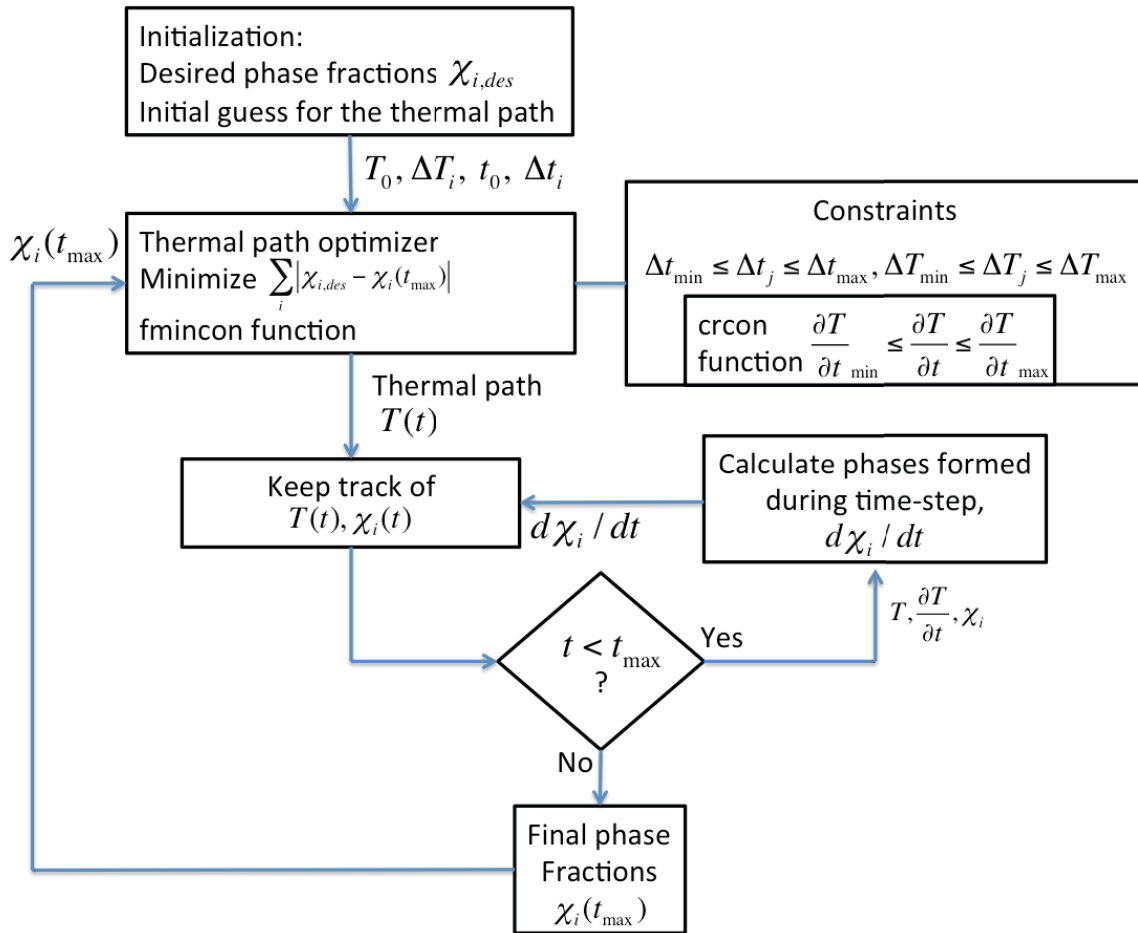 Initialization:
Desired phase fractions χ_{i,des}
Initial guess for the thermal path
T_0, ΔT_i, t_0, Δt_i
χ_i(t_max)
Thermal path optimizer
Minimize ∑_i |χ_{i,des} − χ_i(t_max)|
fmincon function
Constraints
Δt_min ≤ Δt_j ≤ Δt_max, ΔT_min ≤ ΔT_j ≤ ΔT_max
crcon
function ∂T/∂t_min ≤ ∂T/∂t ≤ ∂T/∂t_max
Thermal path
T(t)
Keep track of
T(t), χ_i(t)
dχ_i / dt
Calculate phases formed
during time-step,
dχ_i / dt
T, ∂T/∂t, χ_i
t < t_max
?
Yes
No
Final phase
Fractions
χ_i(t_max)